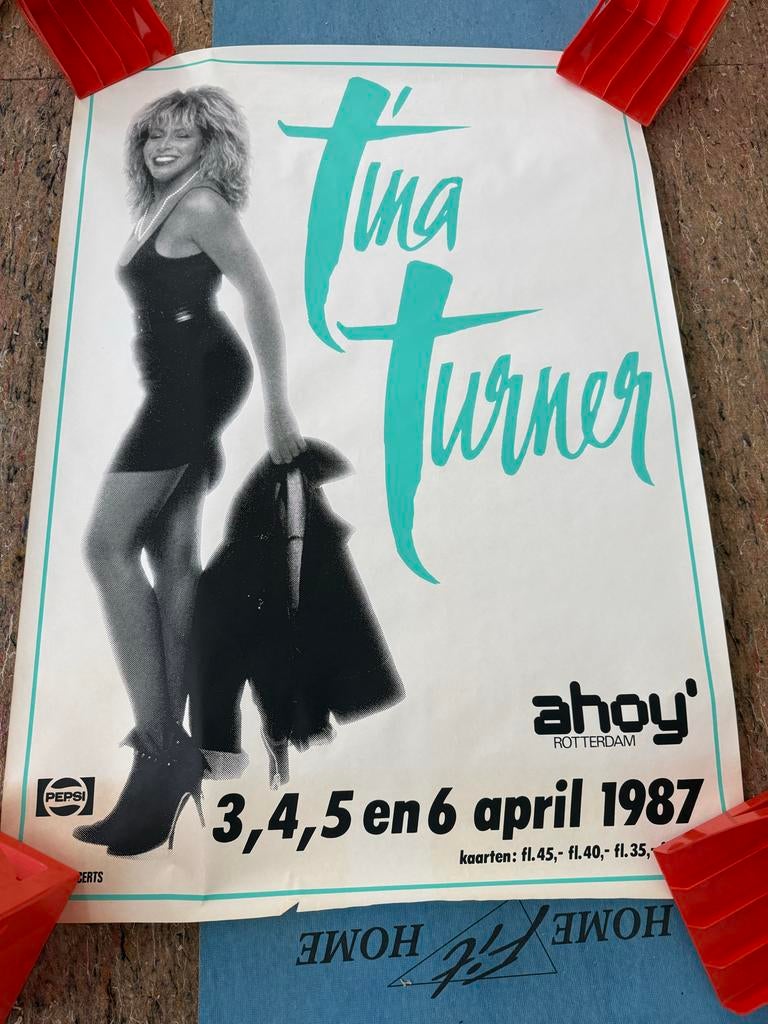 tina
turner
ahoy'
ROTTERDAM
PEPSI
3,4,5 en 6 april 1987
kaarten: fl.45,- fl.40,- fl.35,-
HOME Fit HOME